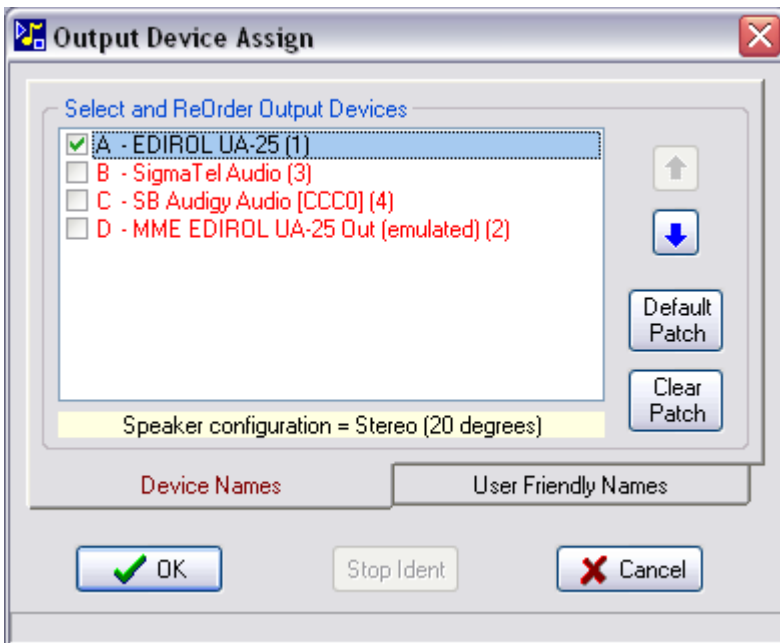 Output Device Assign
Select and ReOrder Output Devices
A - EDIROL UA-25 (1)
B - SigmaTel Audio (3)
C - SB Audigy Audio [CCC0] (4)
D - MME EDIROL UA-25 Out (emulated) (2)
Default
Patch
Clear
Patch
Speaker configuration = Stereo (20 degrees)
Device Names
User Friendly Names
OK
Stop Ident
Cancel